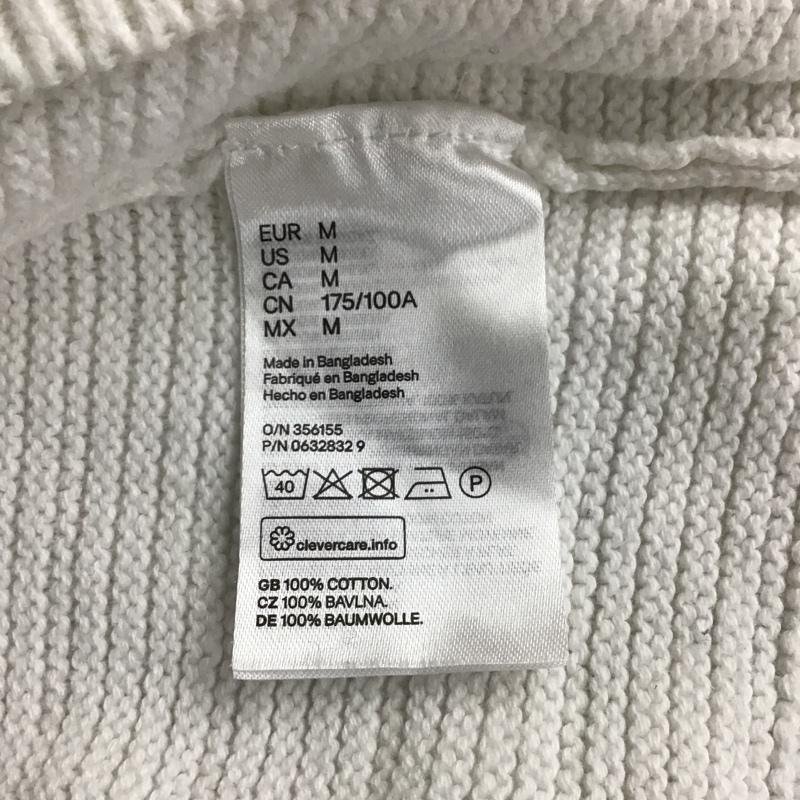 EUR M
US M
CA M
CN 175/100A
MX M
Made in Bangladesh
Fabriqué en Bangladesh
Hecho en Bangladesh
O/N 356155
P/N 0632832 9
40 P
clevercare.info
GB 100% COTTON.
CZ 100% BAVLNA.
DE 100% BAUMWOLLE.